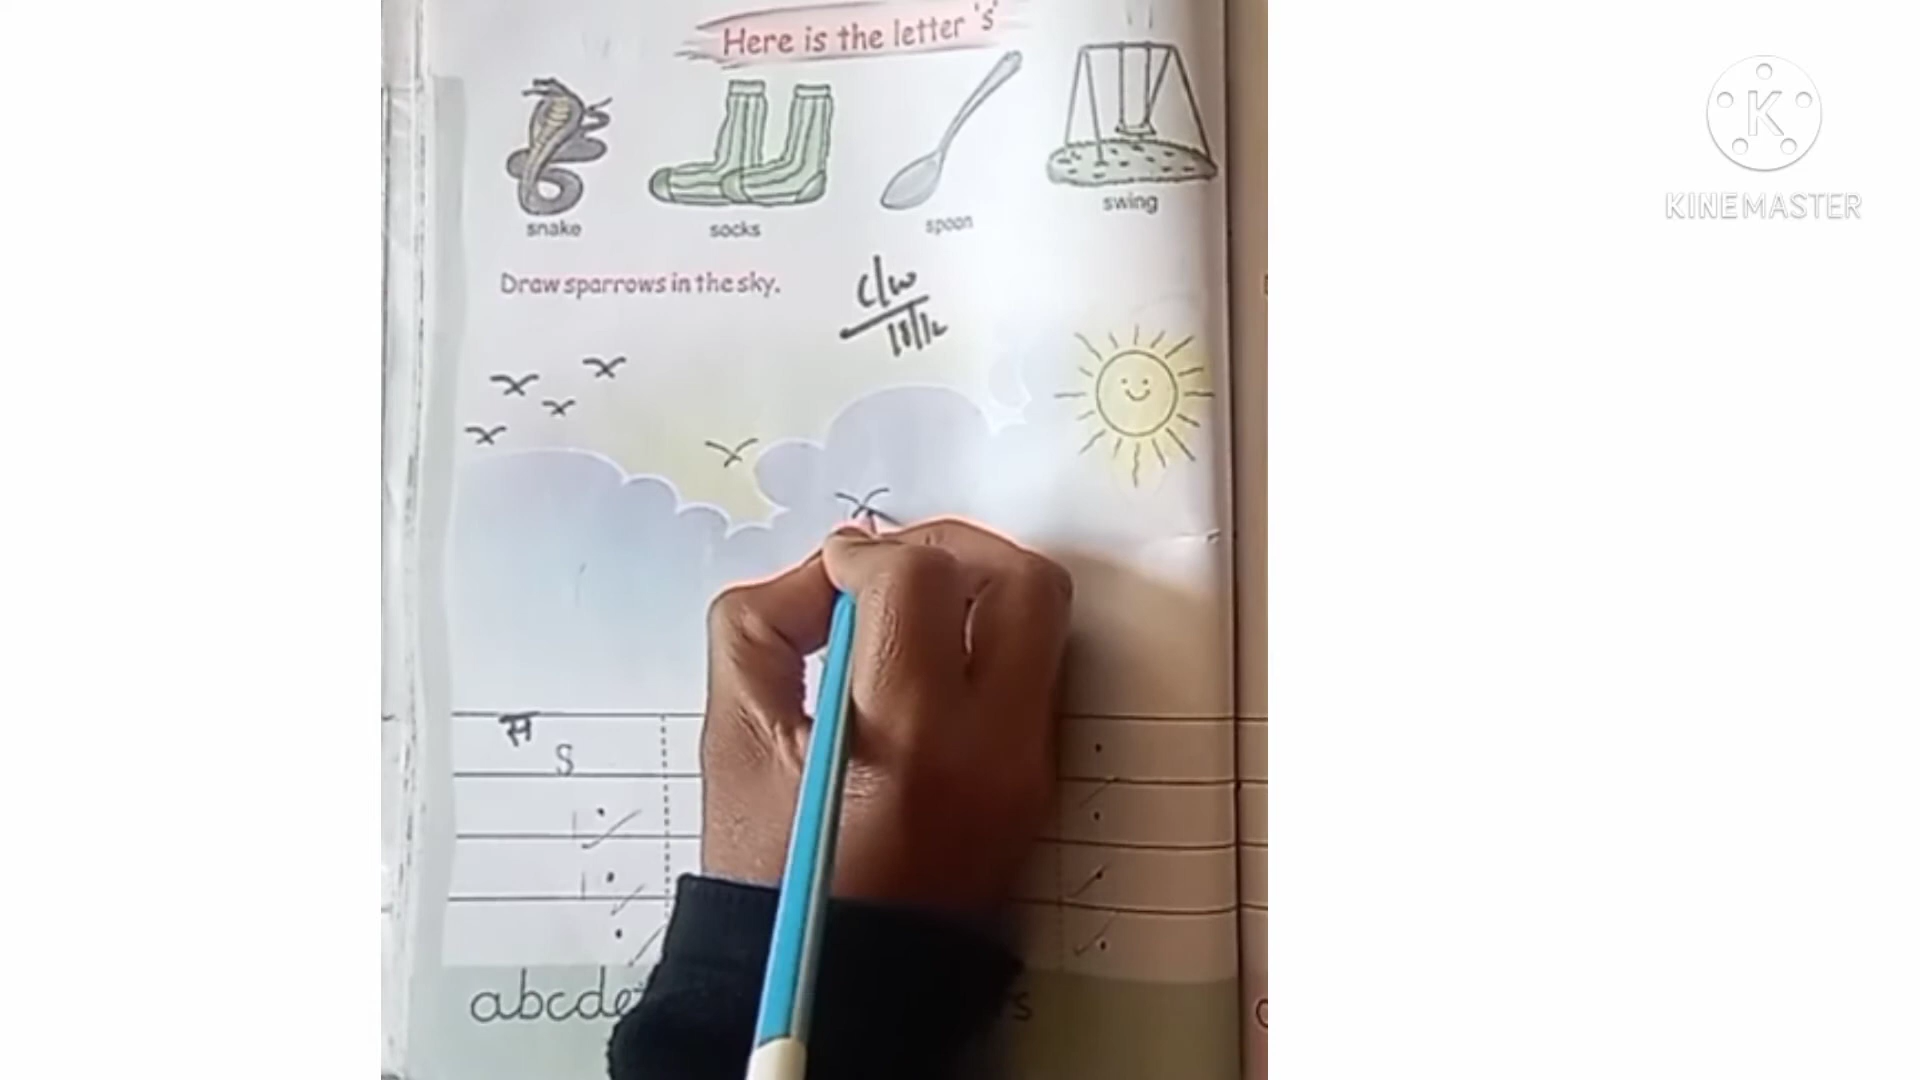 Here is the letter 's'
K
KINEMASTER
snake socks spoon swing
Draw sparrows in the sky.
C/W
स
s
abcde
s